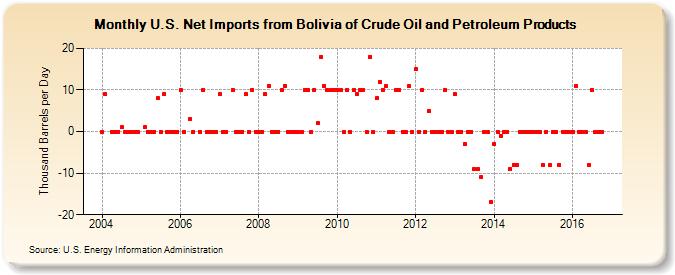 Monthly U.S. Net Imports from Bolivia of Crude Oil and Petroleum Products
Thousand Barrels per Day
20
10
0
-10
-20
2004 2006 2008 2010 2012 2014 2016
Source: U.S. Energy Information Administration